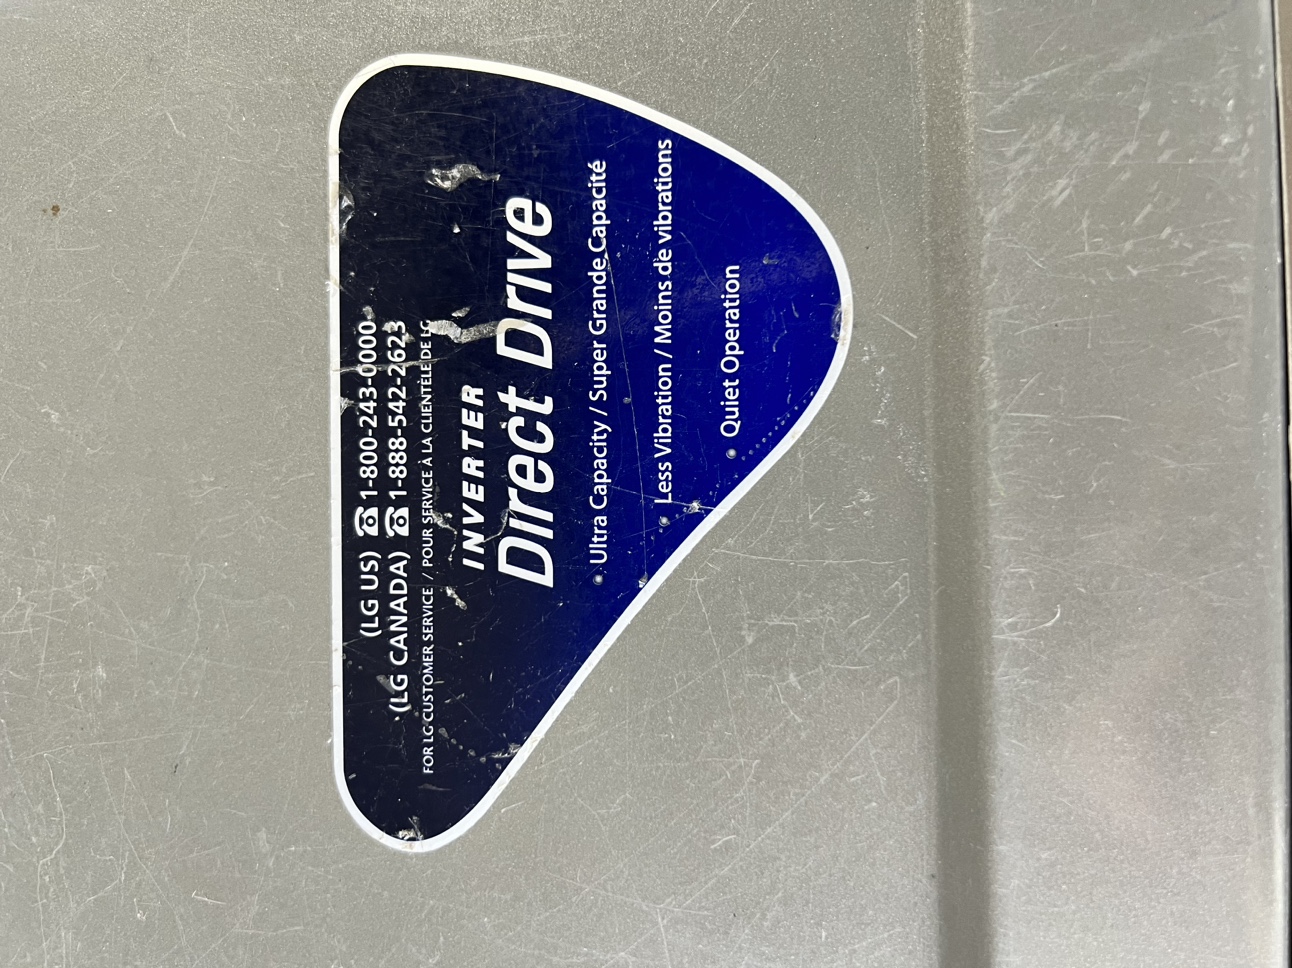 (LG US) ☎ 1-800-243-0000
(LG CANADA) ☎ 1-888-542-2623
FOR LG CUSTOMER SERVICE / POUR SERVICE À LA CLIENTÈLE DE LG
INVERTER
Direct Drive
• Ultra Capacity / Super Grande Capacité
• Less Vibration / Moins de vibrations
• Quiet Operation